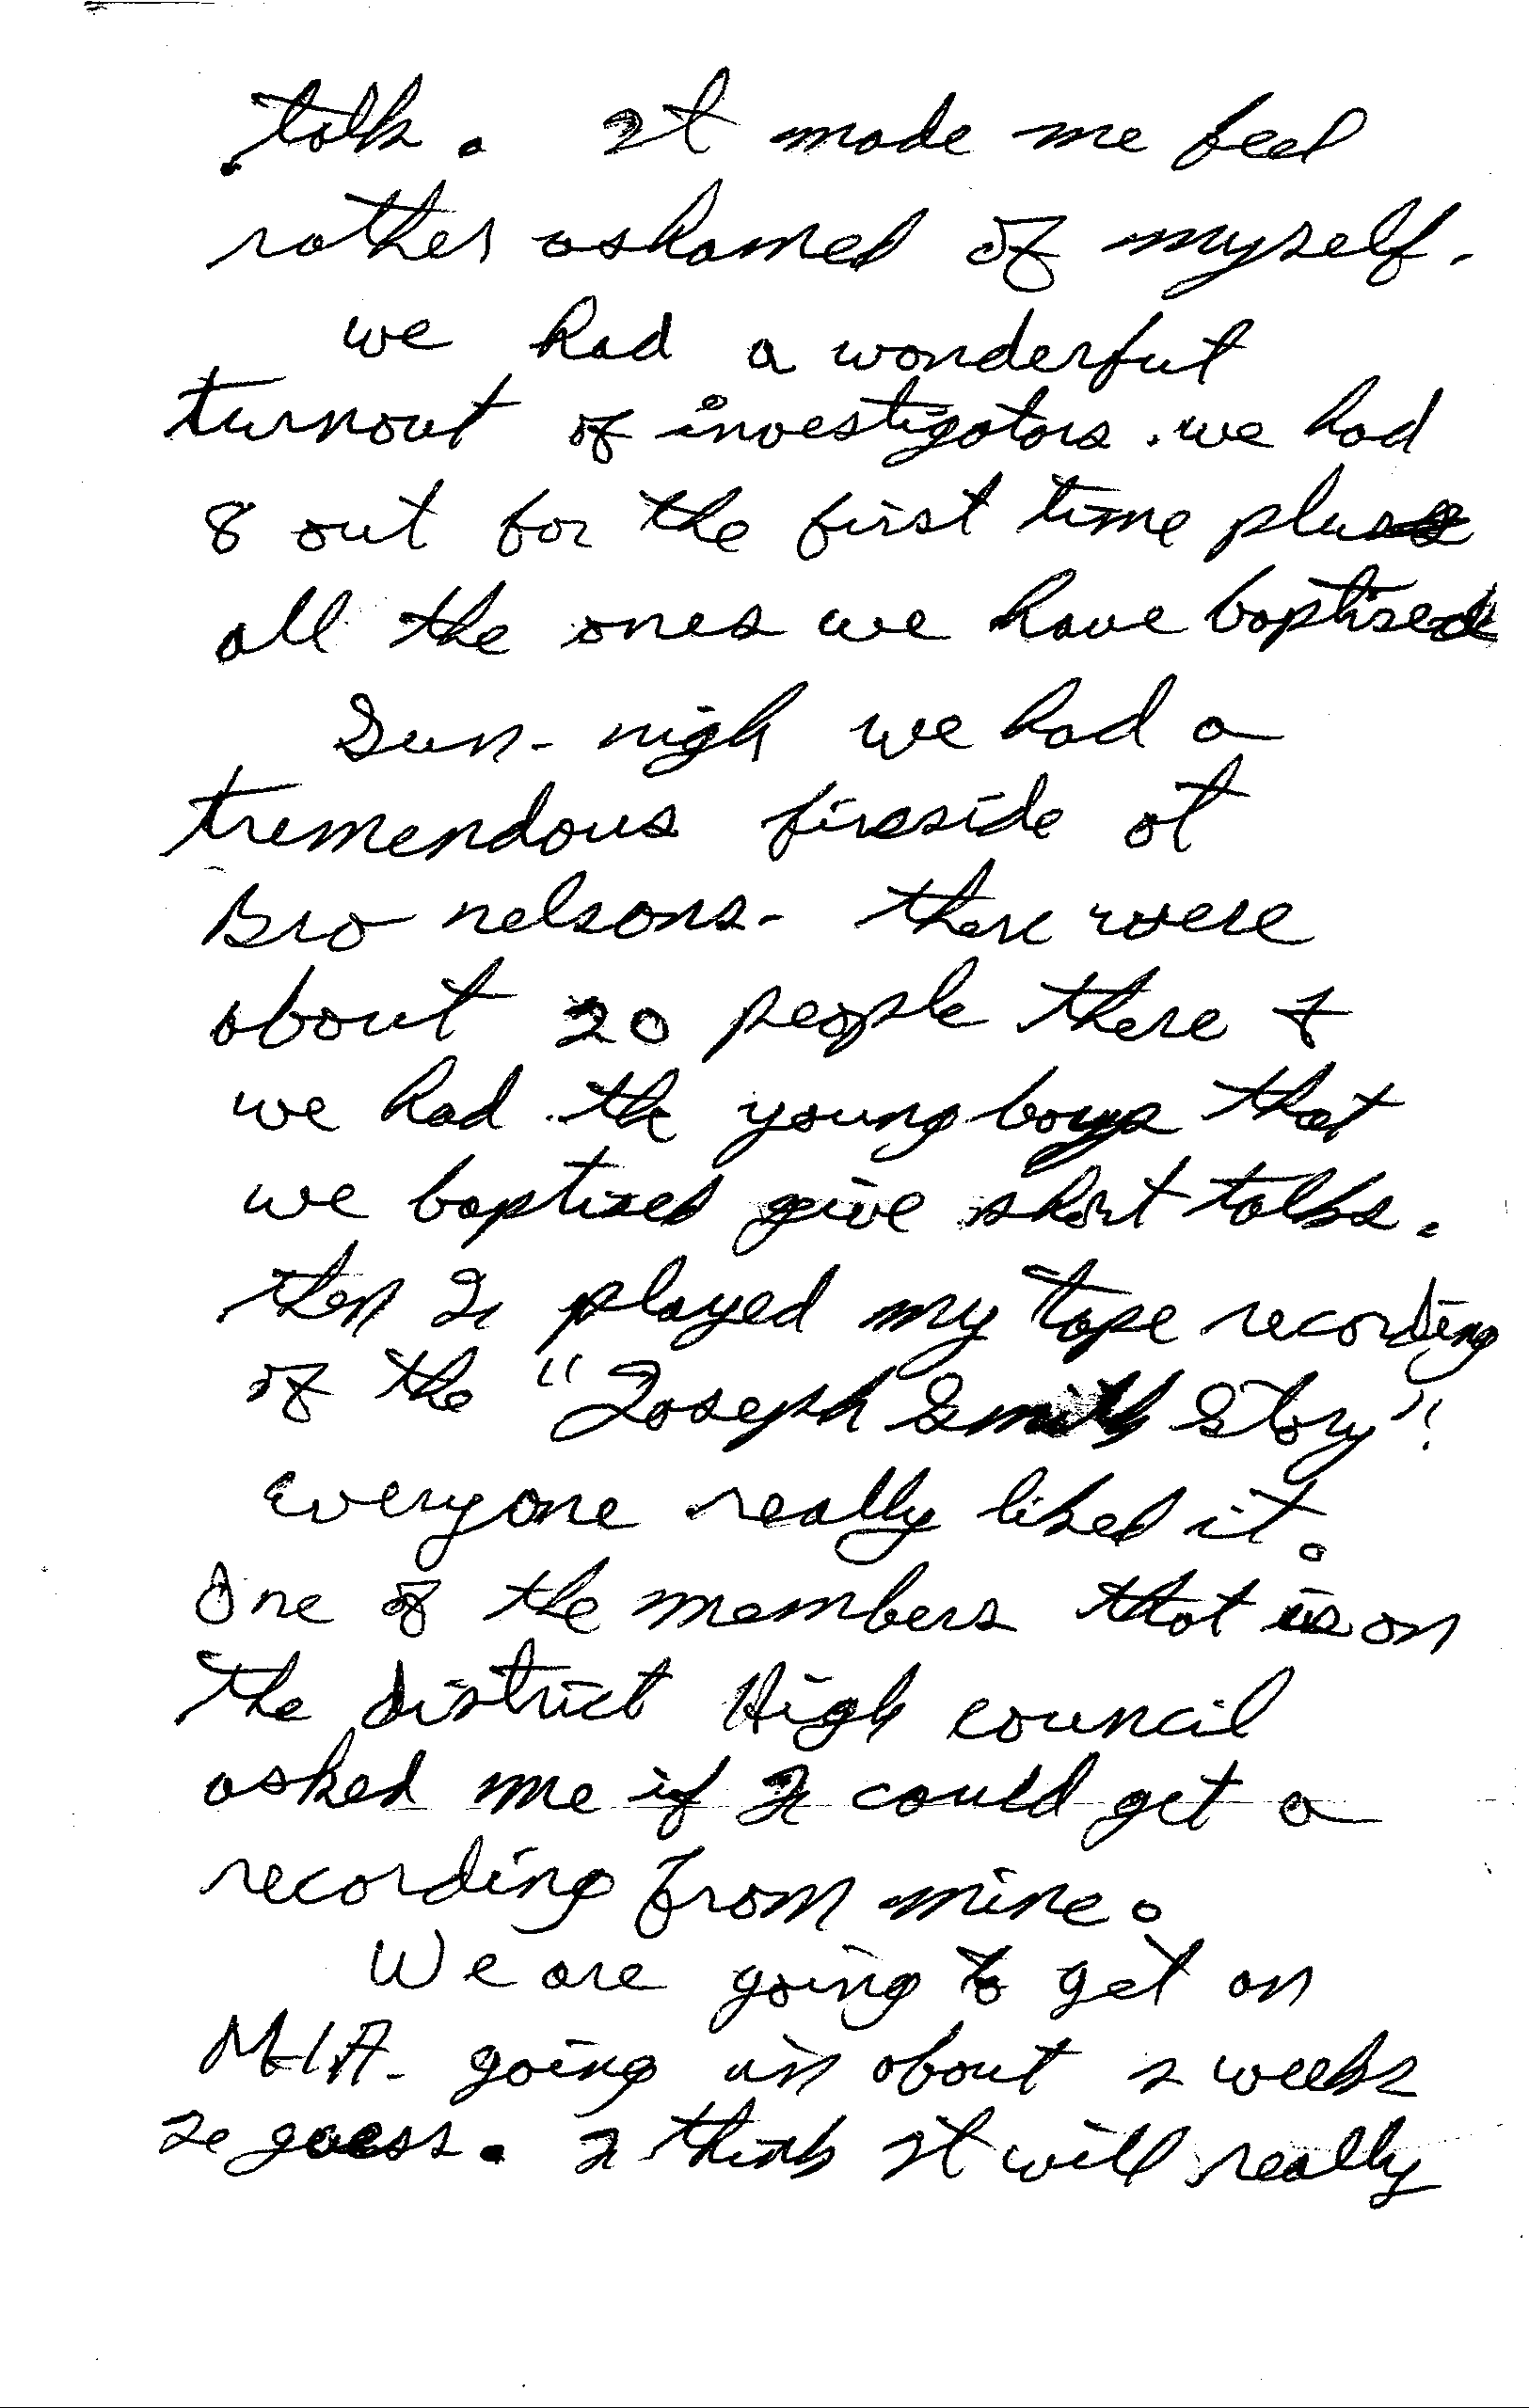 talk. It made me feel
rather ashamed of myself.
we had a wonderful
turnout of investigators. we had
8 out for the first time plus
all the ones we have baptised
Sun- nigh we had a
tremendous fireside at
Bro nelsons- there were
about 20 people there &
we had the young boys that
we baptized give short talks.
then I played my tape recording
of the "Joseph Smith Story".
everyone really liked it.
One of the members that is on
the district High council
asked me if I could get a
recording from mine.
We are going to get an
MIA- going in about 2 weeks
I guess. I think It will really